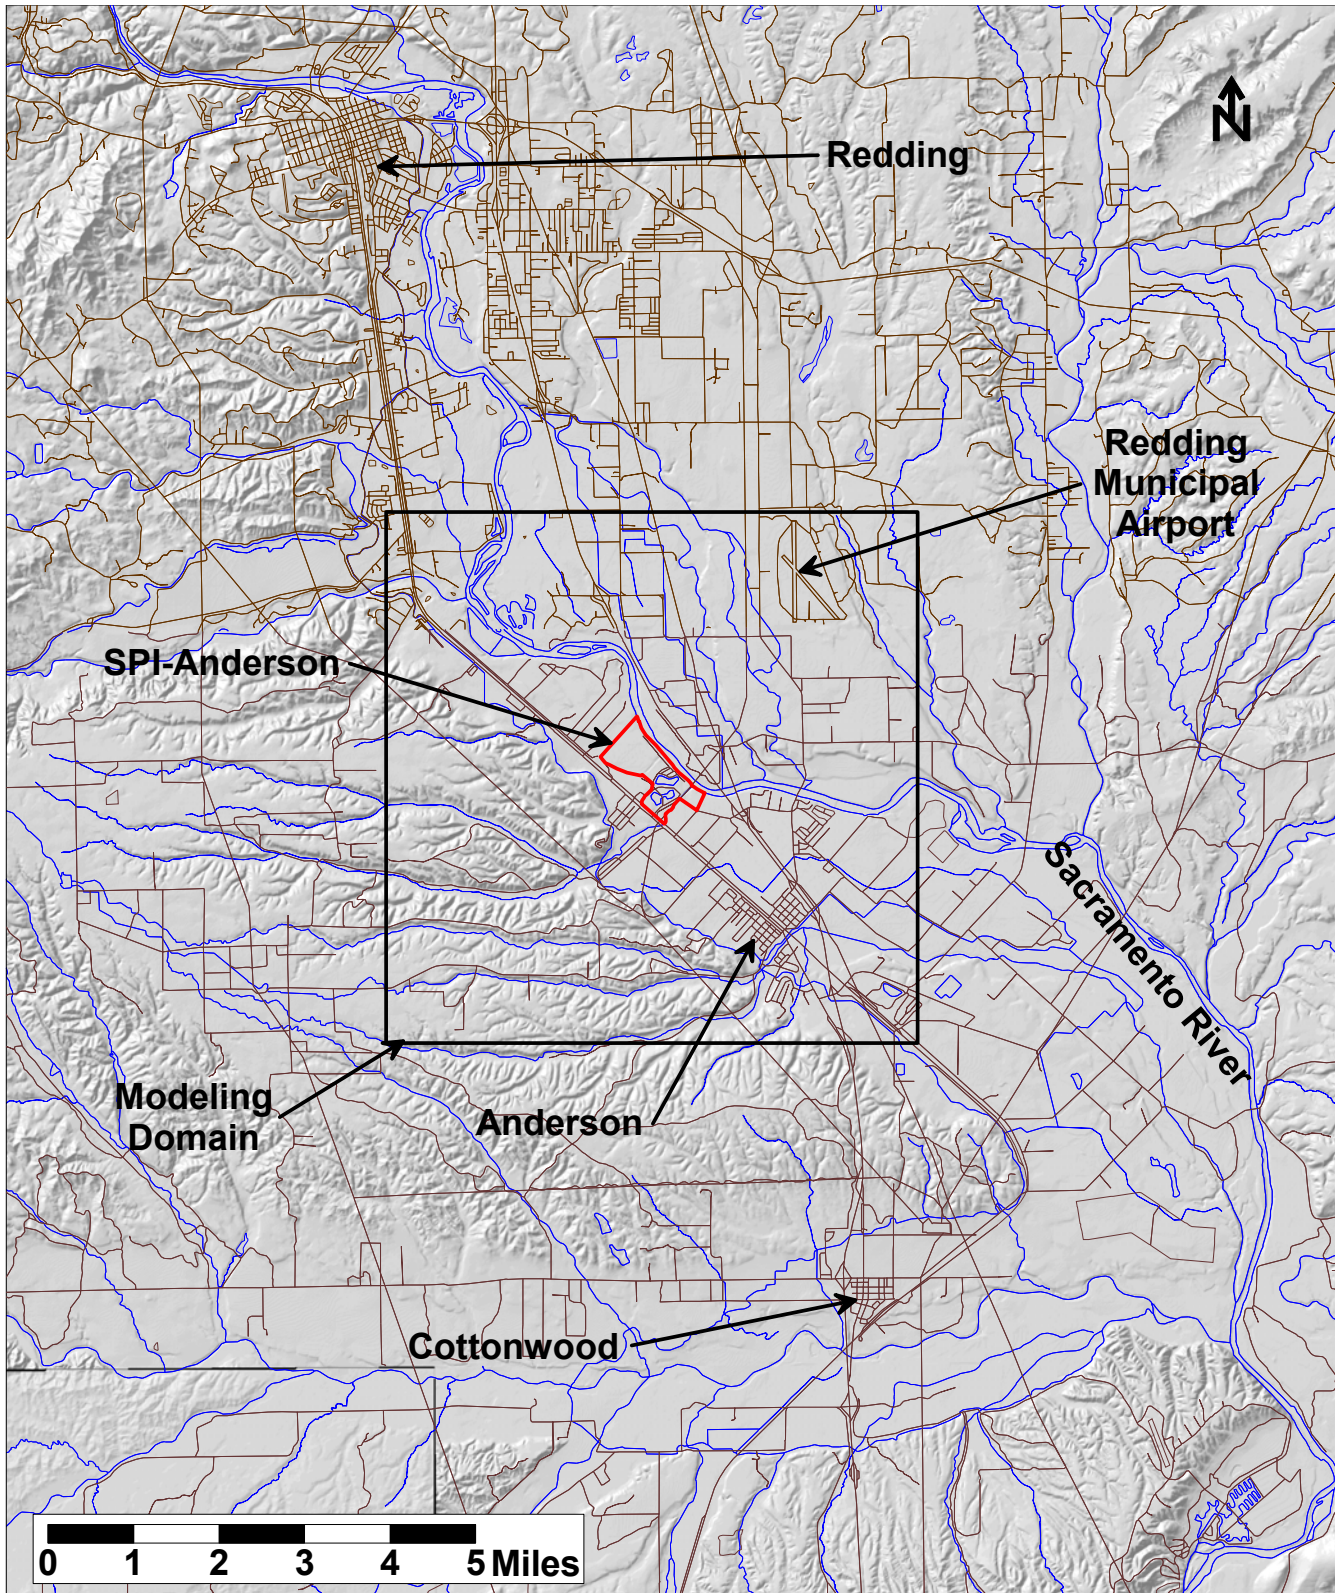 N
Redding
Redding
Municipal
Airport
SPI-Anderson
Sacramento River
Modeling
Domain
Anderson
Cottonwood
0 1 2 3 4 5 Miles